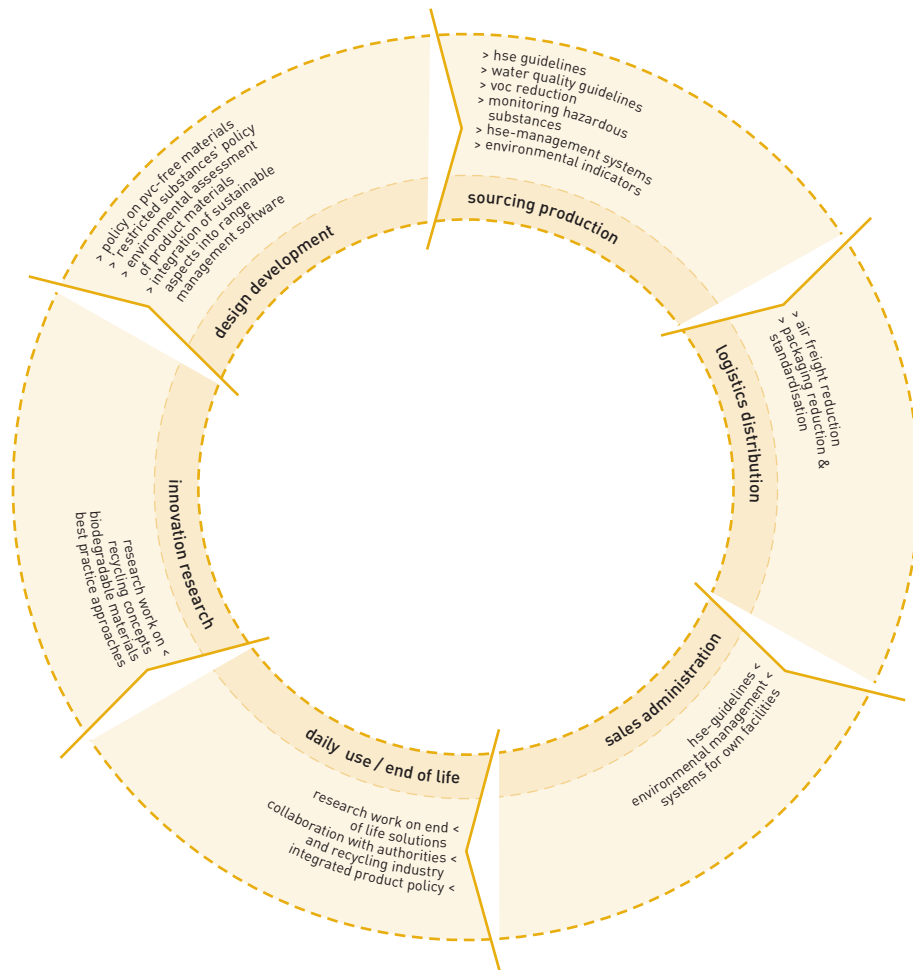 > hse guidelines
> water quality guidelines
> voc reduction
> monitoring hazardous
substances
> hse-management systems
> environmental indicators
sourcing production
> air freight reduction
> packaging reduction &
standardisation
logistics distribution
sales administration
hse-guidelines <
environmental management <
systems for own facilities
daily use / end of life
research work on end <
of life solutions
collaboration with authorities <
and recycling industry
integrated product policy <
innovation research
research work on <
recycling concepts
biodegradable materials
best practice approaches
> policy on pvc-free materials
> restricted substances' policy
> environmental assessment
of product materials
> integration of sustainable
aspects into range
management software
design development